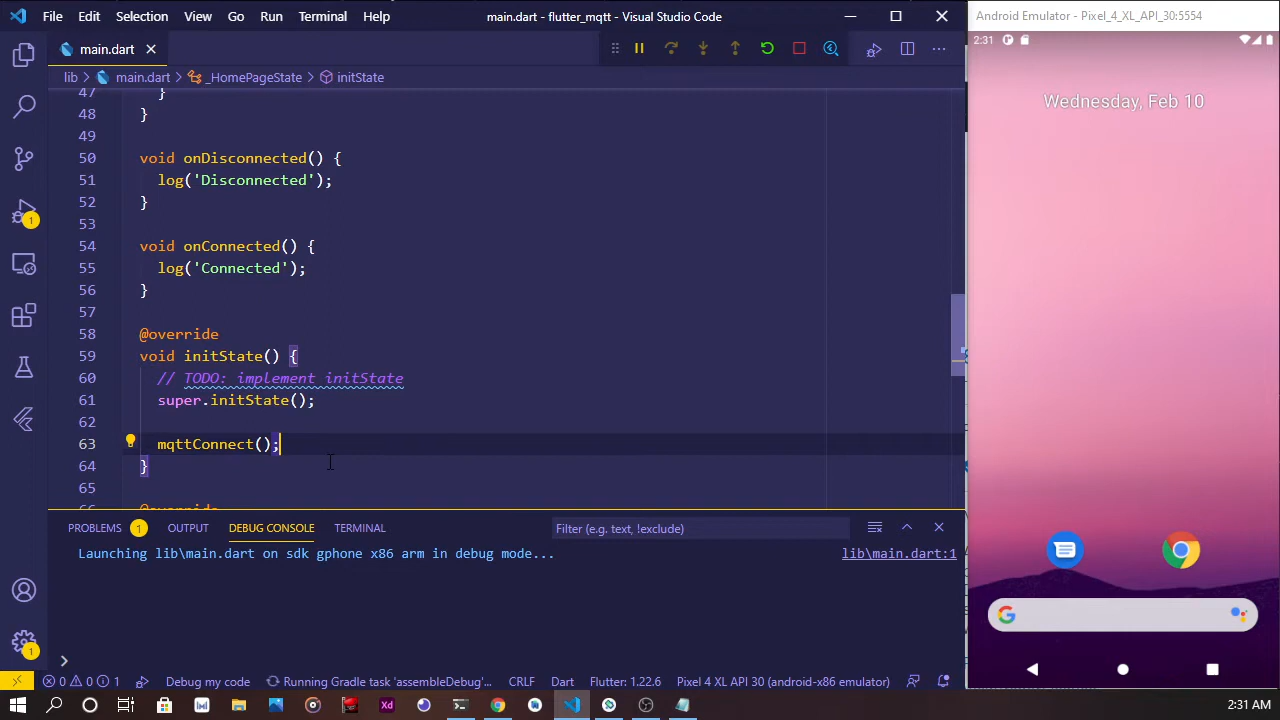 File Edit Selection View Go Run Terminal Help
main.dart - flutter_mqtt - Visual Studio Code
main.dart
lib > main.dart > _HomePageState > initState
47 }
48 }
49
50 void onDisconnected() {
51 log('Disconnected');
52 }
53
54 void onConnected() {
55 log('Connected');
56 }
57
58 @override
59 void initState() {
60 // TODO: implement initState
61 super.initState();
62
63 mqttConnect();
64 }
65
66 @override
PROBLEMS 1 OUTPUT DEBUG CONSOLE TERMINAL
Filter (e.g. text, !exclude)
Launching lib\main.dart on sdk gphone x86 arm in debug mode...
lib\main.dart:1
1
1
0 0 1 Debug my code Running Gradle task 'assembleDebug'... CRLF Dart Flutter: 1.22.6 Pixel 4 XL API 30 (android-x86 emulator)
Xd
2:31 AM
Android Emulator - Pixel_4_XL_API_30:5554
2:31
Wednesday, Feb 10
G